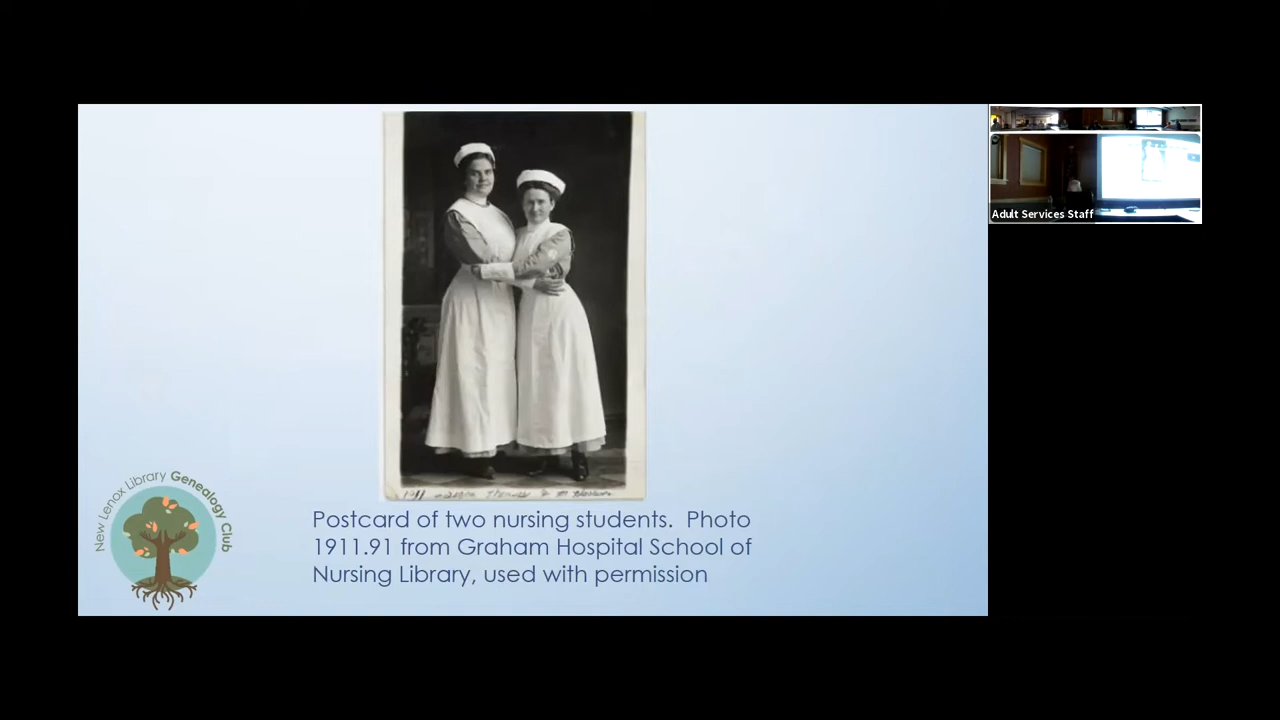 1911
Postcard of two nursing students.  Photo
1911.91 from Graham Hospital School of
Nursing Library, used with permission
New Lenox Library Genealogy Club
Adult Services Staff